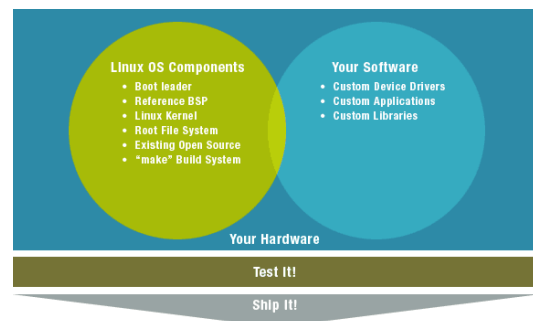 Linux OS Components
• Boot leader
• Reference BSP
• Linux Kernel
• Root File System
• Existing Open Source
• “make” Build System
Your Software
• Custom Device Drivers
• Custom Applications
• Custom Libraries
Your Hardware
Test It!
Ship It!